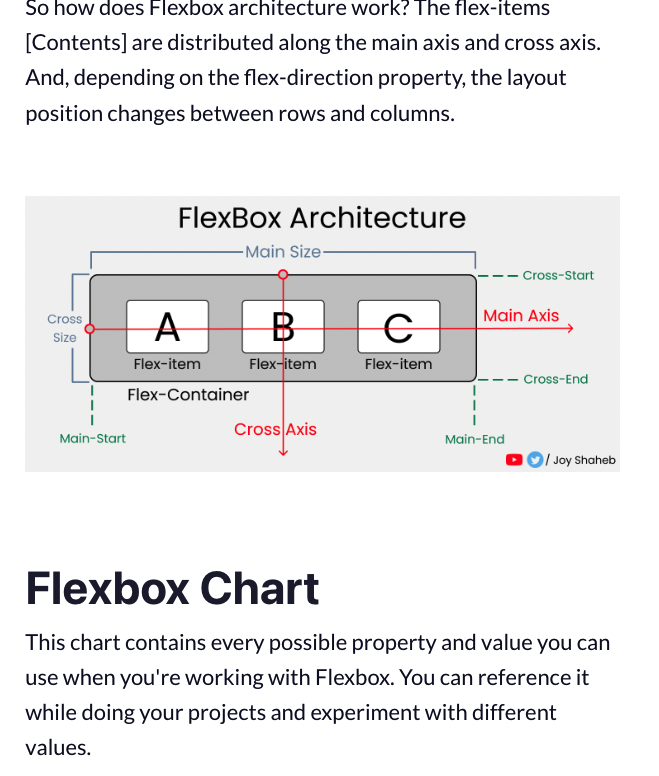 So how does Flexbox architecture work? The flex-items
[Contents] are distributed along the main axis and cross axis.
And, depending on the flex-direction property, the layout
position changes between rows and columns.
FlexBox Architecture
Main Size
Cross-Start
Cross
Size
Main Axis
A
B
C
Flex-item
Flex-item
Flex-item
Cross-End
Flex-Container
Cross Axis
Main-Start
Main-End
/ Joy Shaheb
Flexbox Chart
This chart contains every possible property and value you can
use when you're working with Flexbox. You can reference it
while doing your projects and experiment with different
values.